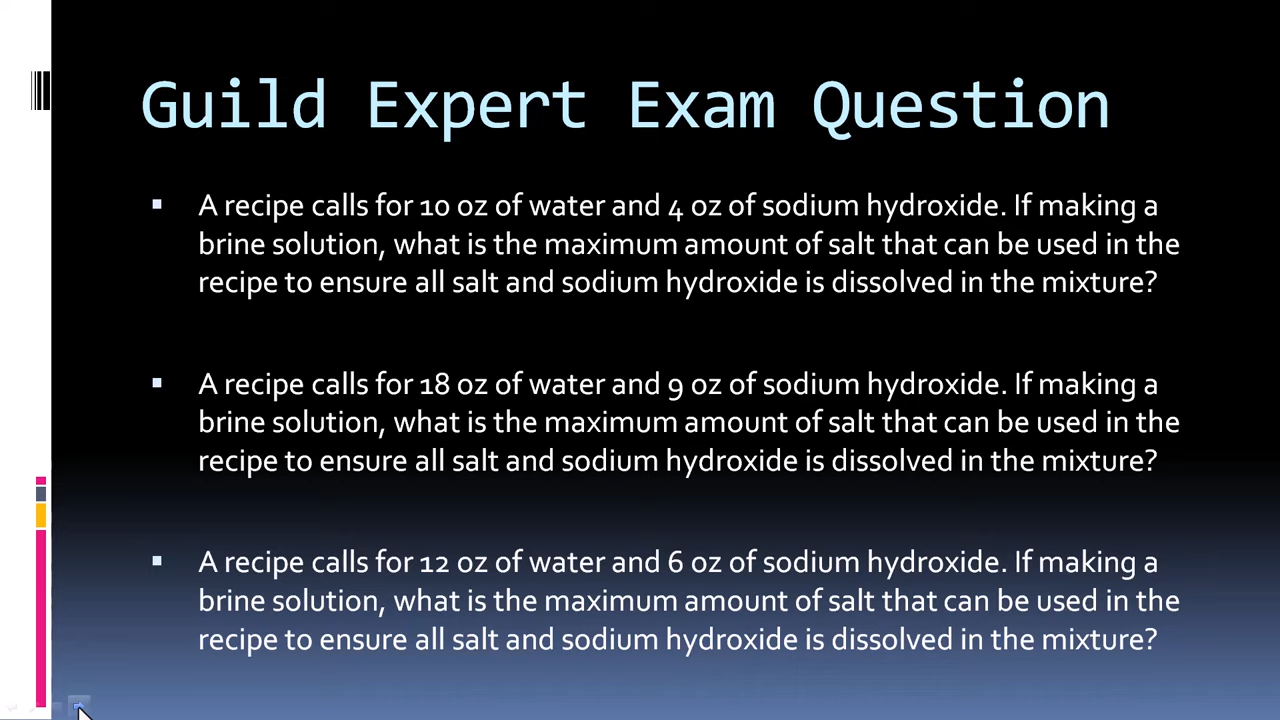 Guild Expert Exam Question
A recipe calls for 10 oz of water and 4 oz of sodium hydroxide. If making a
brine solution, what is the maximum amount of salt that can be used in the
recipe to ensure all salt and sodium hydroxide is dissolved in the mixture?
A recipe calls for 18 oz of water and 9 oz of sodium hydroxide. If making a
brine solution, what is the maximum amount of salt that can be used in the
recipe to ensure all salt and sodium hydroxide is dissolved in the mixture?
A recipe calls for 12 oz of water and 6 oz of sodium hydroxide. If making a
brine solution, what is the maximum amount of salt that can be used in the
recipe to ensure all salt and sodium hydroxide is dissolved in the mixture?